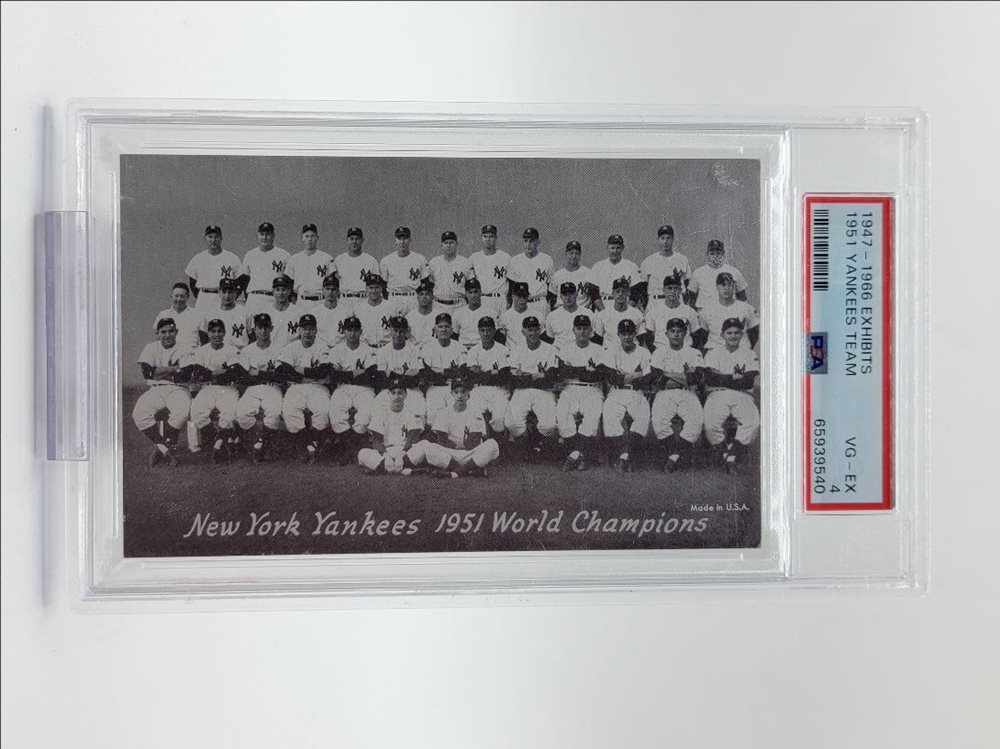 Made in U.S.A.
New York Yankees 1951 World Champions
1947-1966 EXHIBITS
1951 YANKEES TEAM
VG-EX
4
65939540
PSA